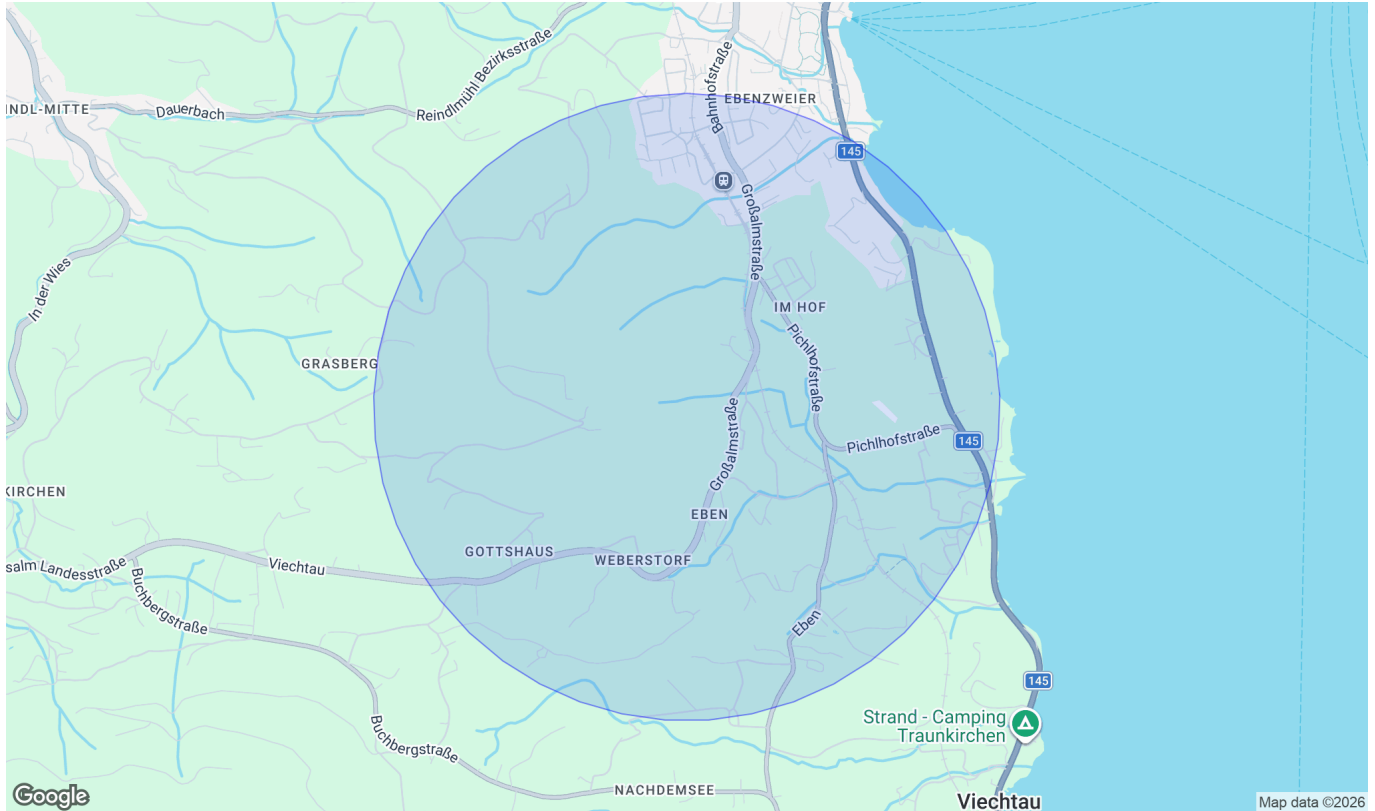 Bahnhofstraße
EBENZWEIER
INDL-MITTE
Dauerbach
Reindlmühl Bezirksstraße
145
Großalmstraße
In der Wies
IM HOF
Pichlhofstraße
GRASBERG
Großalmstraße
Pichlhofstraße
145
KIRCHEN
EBEN
GOTTSHAUS
WEBERSTORF
salm Landesstraße
Viechtau
Buchbergstraße
Eben
145
Strand - Camping
Traunkirchen
Buchbergstraße
NACHDEMSEE
Viechtau
Google
Map data ©2026